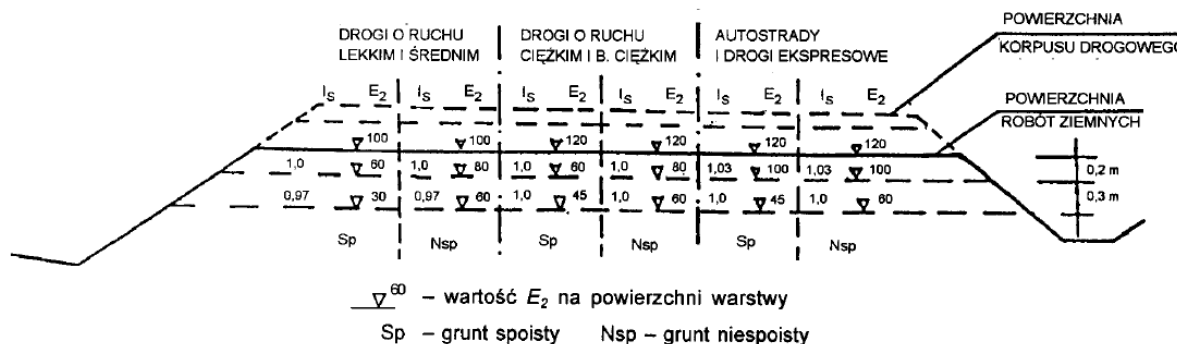 DROGI O RUCHU LEKKIM I ŚREDNIM
DROGI O RUCHU CIĘŻKIM I B. CIĘŻKIM
AUTOSTRADY I DROGI EKSPRESOWE
POWIERZCHNIA KORPUSU DROGOWEGO
I_S E_2 I_S E_2 I_S E_2 I_S E_2 I_S E_2 I_S E_2
POWIERZCHNIA ROBÓT ZIEMNYCH
100 100 120 120 120 120
1,0 60 1,0 80 1,0 60 1,0 80 1,03 100 1,03 100 0,2 m
0,97 30 0,97 60 1,0 45 1,0 60 1,0 45 1,0 60 0,3 m
Sp Nsp Sp Nsp Sp Nsp
60 – wartość E_2 na powierzchni warstwy
Sp – grunt spoisty Nsp – grunt niespoisty